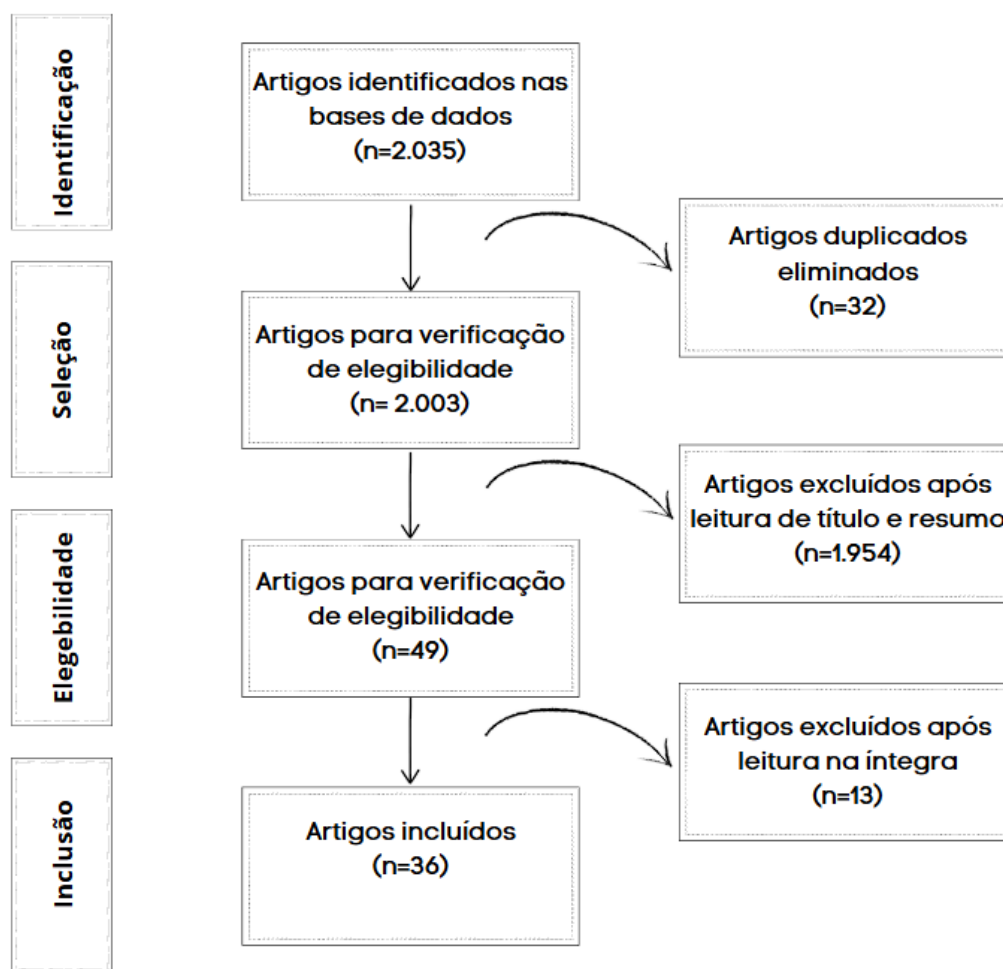 Identificação
Artigos identificados nas
bases de dados
(n=2.035)
Artigos duplicados
eliminados
(n=32)
Seleção
Artigos para verificação
de elegibilidade
(n= 2.003)
Artigos excluídos após
leitura de título e resumo
(n=1.954)
Elegebilidade
Artigos para verificação
de elegibilidade
(n=49)
Artigos excluídos após
leitura na íntegra
(n=13)
Inclusão
Artigos incluídos
(n=36)